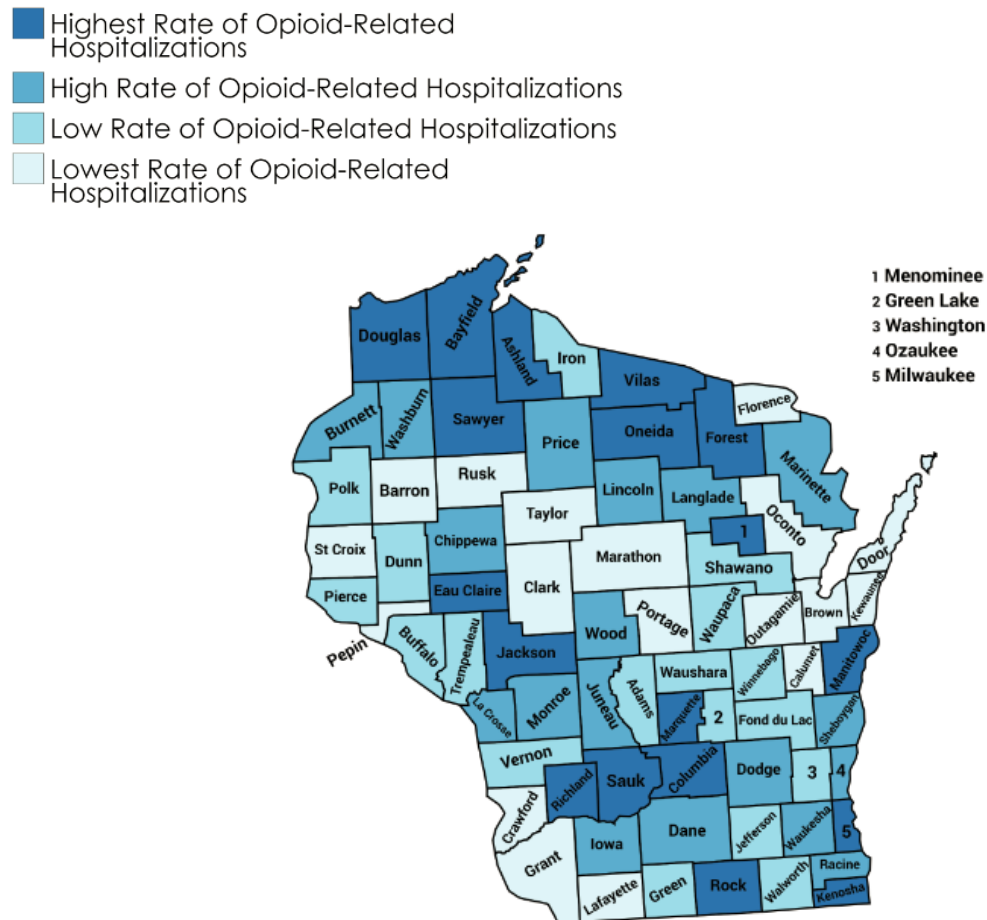 Highest Rate of Opioid-Related
Hospitalizations
High Rate of Opioid-Related Hospitalizations
Low Rate of Opioid-Related Hospitalizations
Lowest Rate of Opioid-Related
Hospitalizations
1 Menominee
2 Green Lake
3 Washington
4 Ozaukee
5 Milwaukee
Douglas
Bayfield
Ashland
Iron
Vilas
Florence
Burnett
Washburn
Sawyer
Price
Oneida
Forest
Marinette
Polk
Barron
Rusk
Lincoln
Langlade
Taylor
Oconto
St Croix
Dunn
Chippewa
Marathon
1
Door
Shawano
Pierce
Eau Claire
Clark
Pepin
Buffalo
Trempealeau
Jackson
Wood
Portage
Waupaca
Outagamie
Brown
Kewaunee
La Crosse
Monroe
Juneau
Adams
Waushara
Winnebago
Calumet
Manitowoc
Marquette
2
Fond du Lac
Sheboygan
Vernon
Richland
Sauk
Columbia
Dodge
3
4
Crawford
Grant
Iowa
Dane
Jefferson
Waukesha
5
Lafayette
Green
Rock
Walworth
Racine
Kenosha